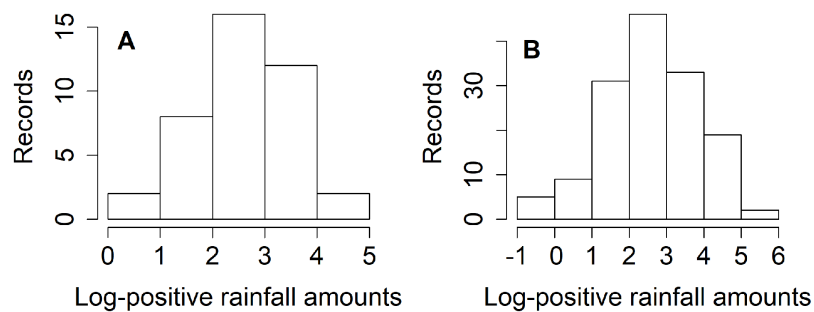 A
Records
15
10
5
0
0 1 2 3 4 5
Log-positive rainfall amounts
B
Records
30
10
0
-1 0 1 2 3 4 5 6
Log-positive rainfall amounts